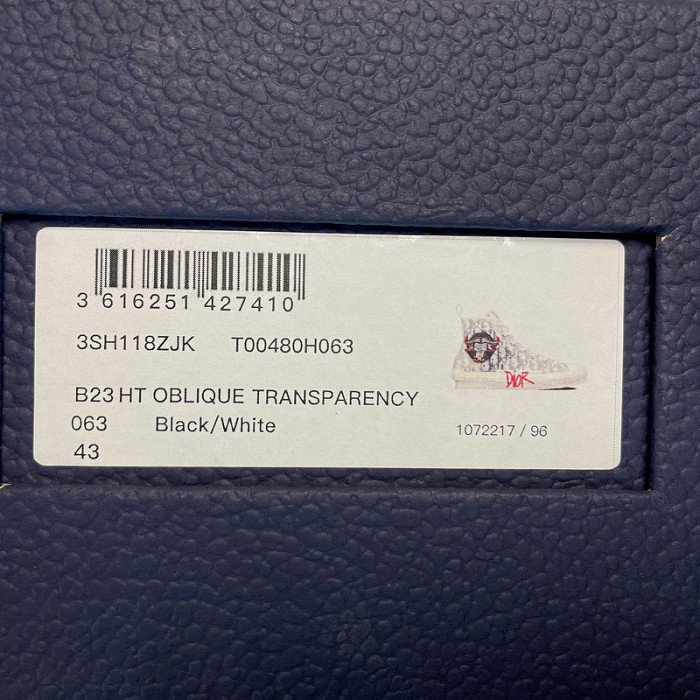 3 616251 427410
3SH118ZJK T00480H063
B23 HT OBLIQUE TRANSPARENCY
063 Black/White
43
DIOR
1072217 / 96